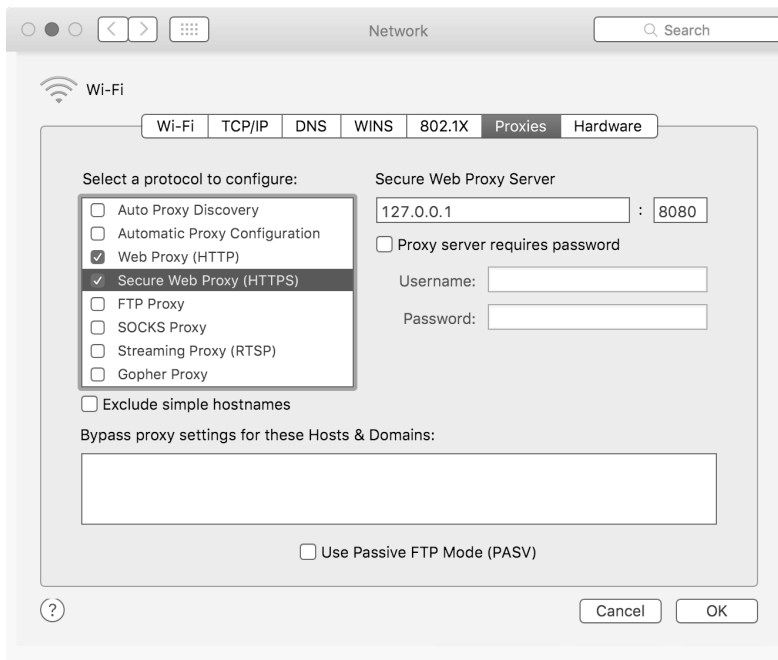 Network
Search
Wi-Fi
Wi-Fi TCP/IP DNS WINS 802.1X Proxies Hardware
Select a protocol to configure:
Auto Proxy Discovery
Automatic Proxy Configuration
Web Proxy (HTTP)
Secure Web Proxy (HTTPS)
FTP Proxy
SOCKS Proxy
Streaming Proxy (RTSP)
Gopher Proxy
Secure Web Proxy Server
127.0.0.1 : 8080
Proxy server requires password
Username:
Password:
Exclude simple hostnames
Bypass proxy settings for these Hosts & Domains:
Use Passive FTP Mode (PASV)
?
Cancel
OK